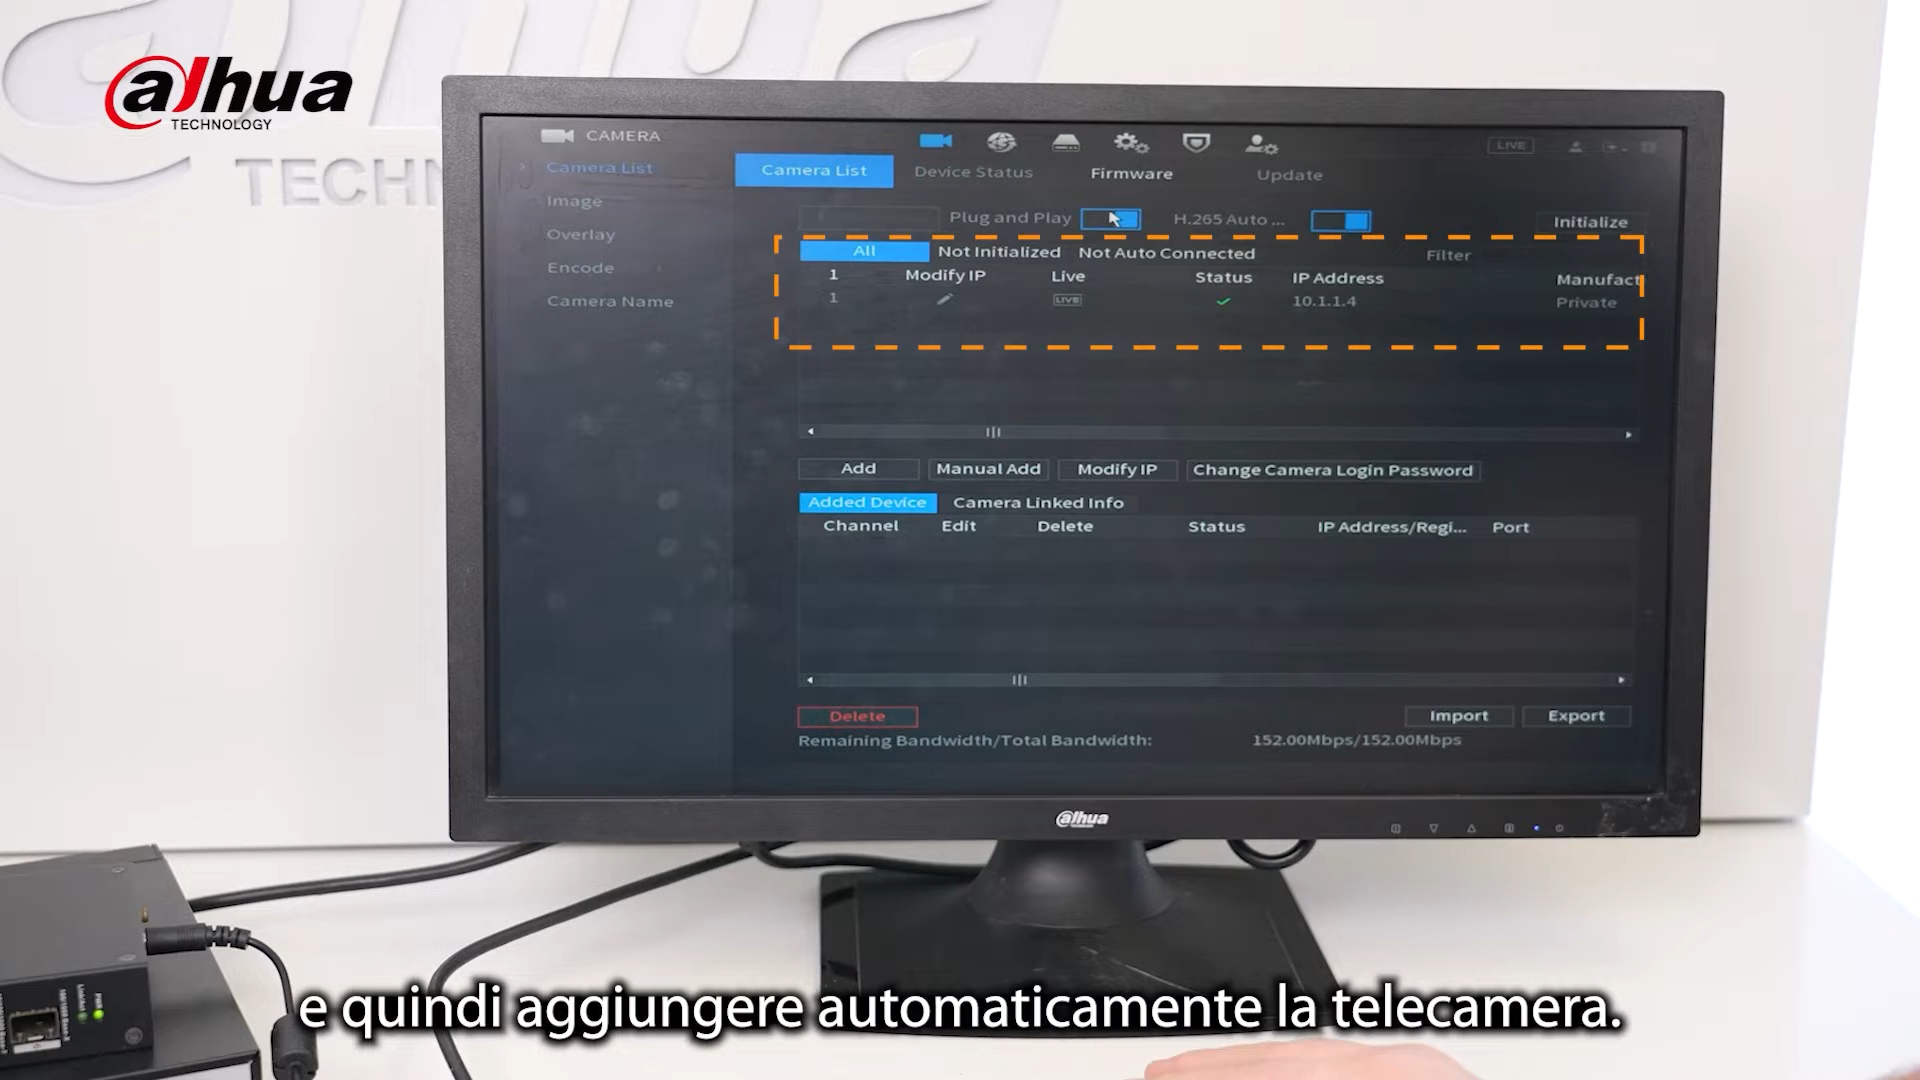 alhua
TECHNOLOGY
TECHN
CAMERA
LIVE
Camera List
Image
Overlay
Encode
Camera Name
Camera List
Device Status
Firmware
Update
Plug and Play
H.265 Auto ...
Initialize
All
Not Initialized
Not Auto Connected
Filter
1 Modify IP Live Status IP Address Manufact
1 LIVE 10.1.1.4 Private
Add
Manual Add
Modify IP
Change Camera Login Password
Added Device
Camera Linked Info
Channel Edit Delete Status IP Address/Regi... Port
Delete
Import
Export
Remaining Bandwidth/Total Bandwidth: 152.00Mbps/152.00Mbps
alhua
PWR
e quindi aggiungere automaticamente la telecamera.